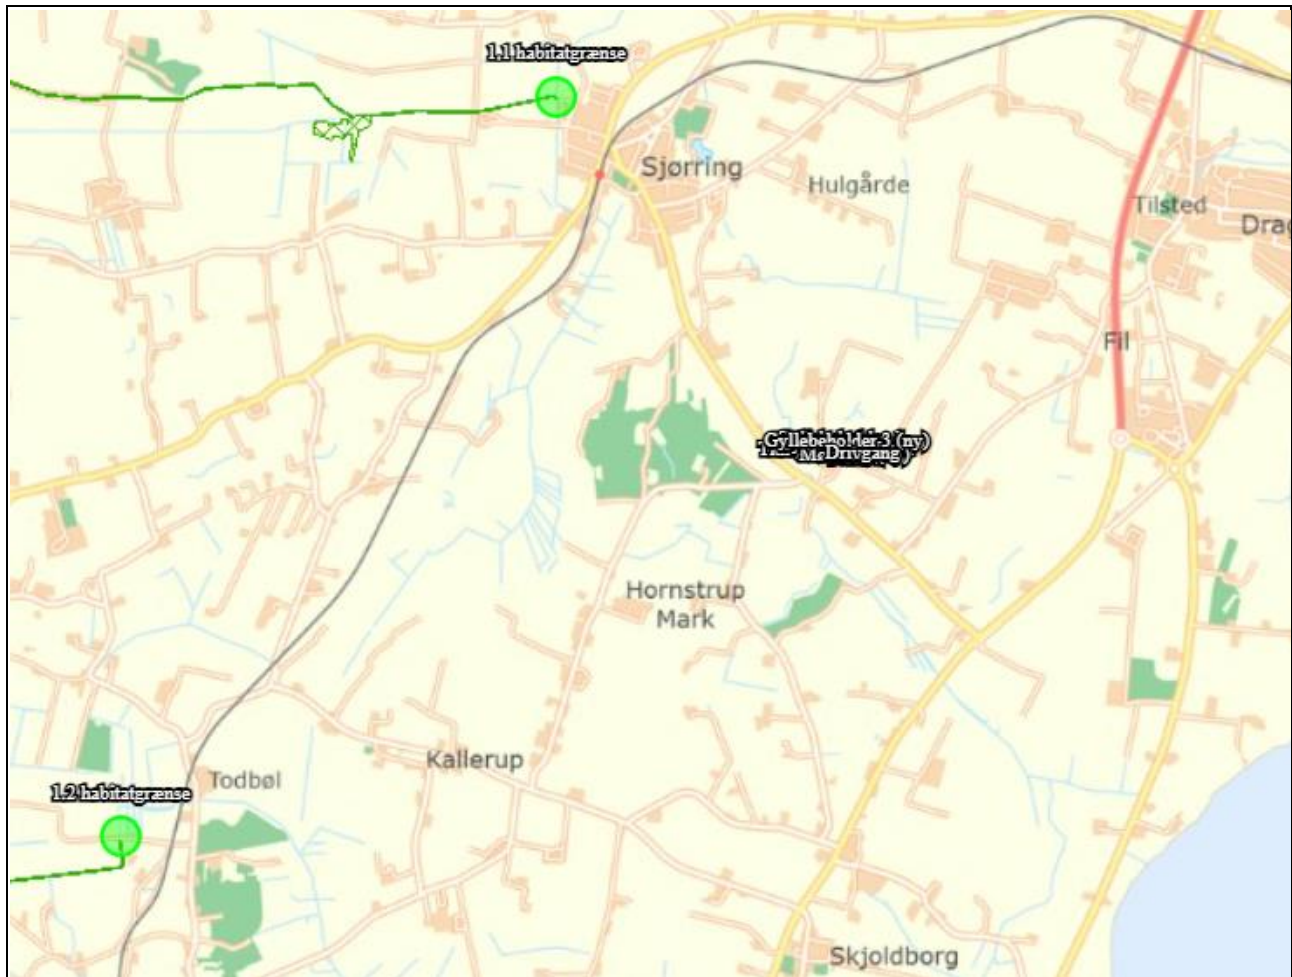 1.1 habitatgrænse
Sjørring
Hulgårde
Tilsted
Drag
Fil
Gyllebeholder 3 (ny)
Drivgang
Hornstrup
Mark
Kallerup
Todbøl
1.2 habitatgrænse
Skjoldborg